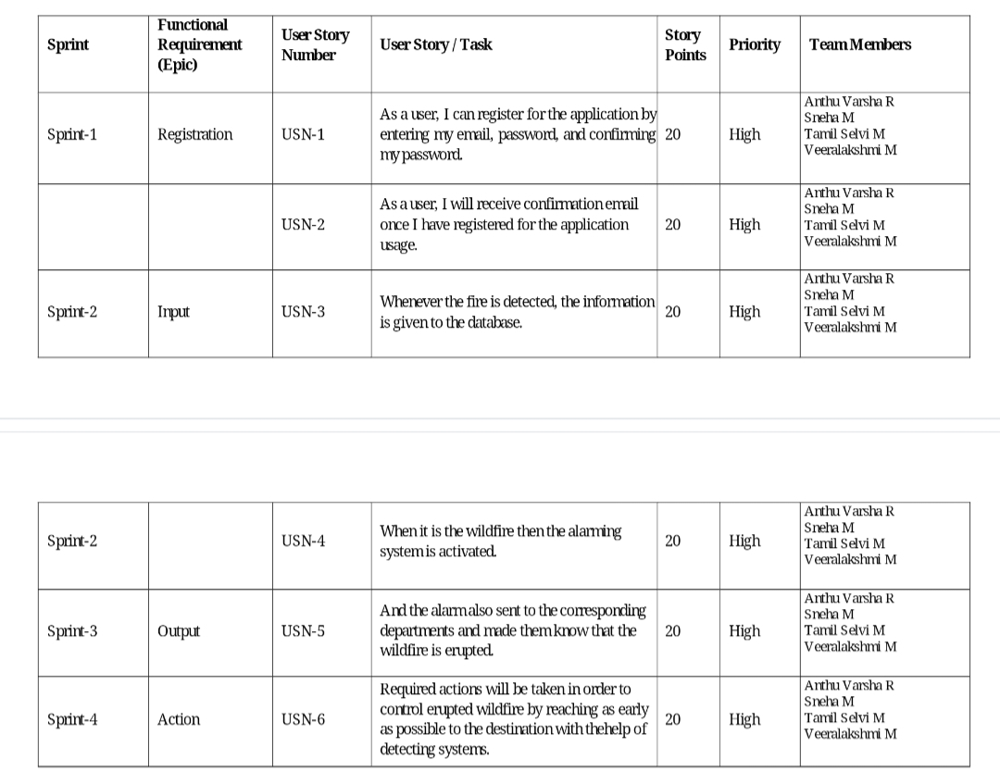 Sprint
Functional
Requirement
(Epic)
User Story
Number
User Story / Task
Story
Points
Priority
Team Members
Sprint-1
Registration
USN-1
As a user, I can register for the application by
entering my email, password, and confirming
my password.
20
High
Anthu Varsha R
Sneha M
Tamil Selvi M
Veeralakshmi M
USN-2
As a user, I will receive confirmation email
once I have registered for the application
usage.
20
High
Anthu Varsha R
Sneha M
Tamil Selvi M
Veeralakshmi M
Sprint-2
Input
USN-3
Whenever the fire is detected, the information
is given to the database.
20
High
Anthu Varsha R
Sneha M
Tamil Selvi M
Veeralakshmi M
Sprint-2
USN-4
When it is the wildfire then the alarming
system is activated.
20
High
Anthu Varsha R
Sneha M
Tamil Selvi M
Veeralakshmi M
Sprint-3
Output
USN-5
And the alarm also sent to the corresponding
departments and made them know that the
wildfire is erupted.
20
High
Anthu Varsha R
Sneha M
Tamil Selvi M
Veeralakshmi M
Sprint-4
Action
USN-6
Required actions will be taken in order to
control erupted wildfire by reaching as early
as possible to the destination with thehelp of
detecting systems.
20
High
Anthu Varsha R
Sneha M
Tamil Selvi M
Veeralakshmi M